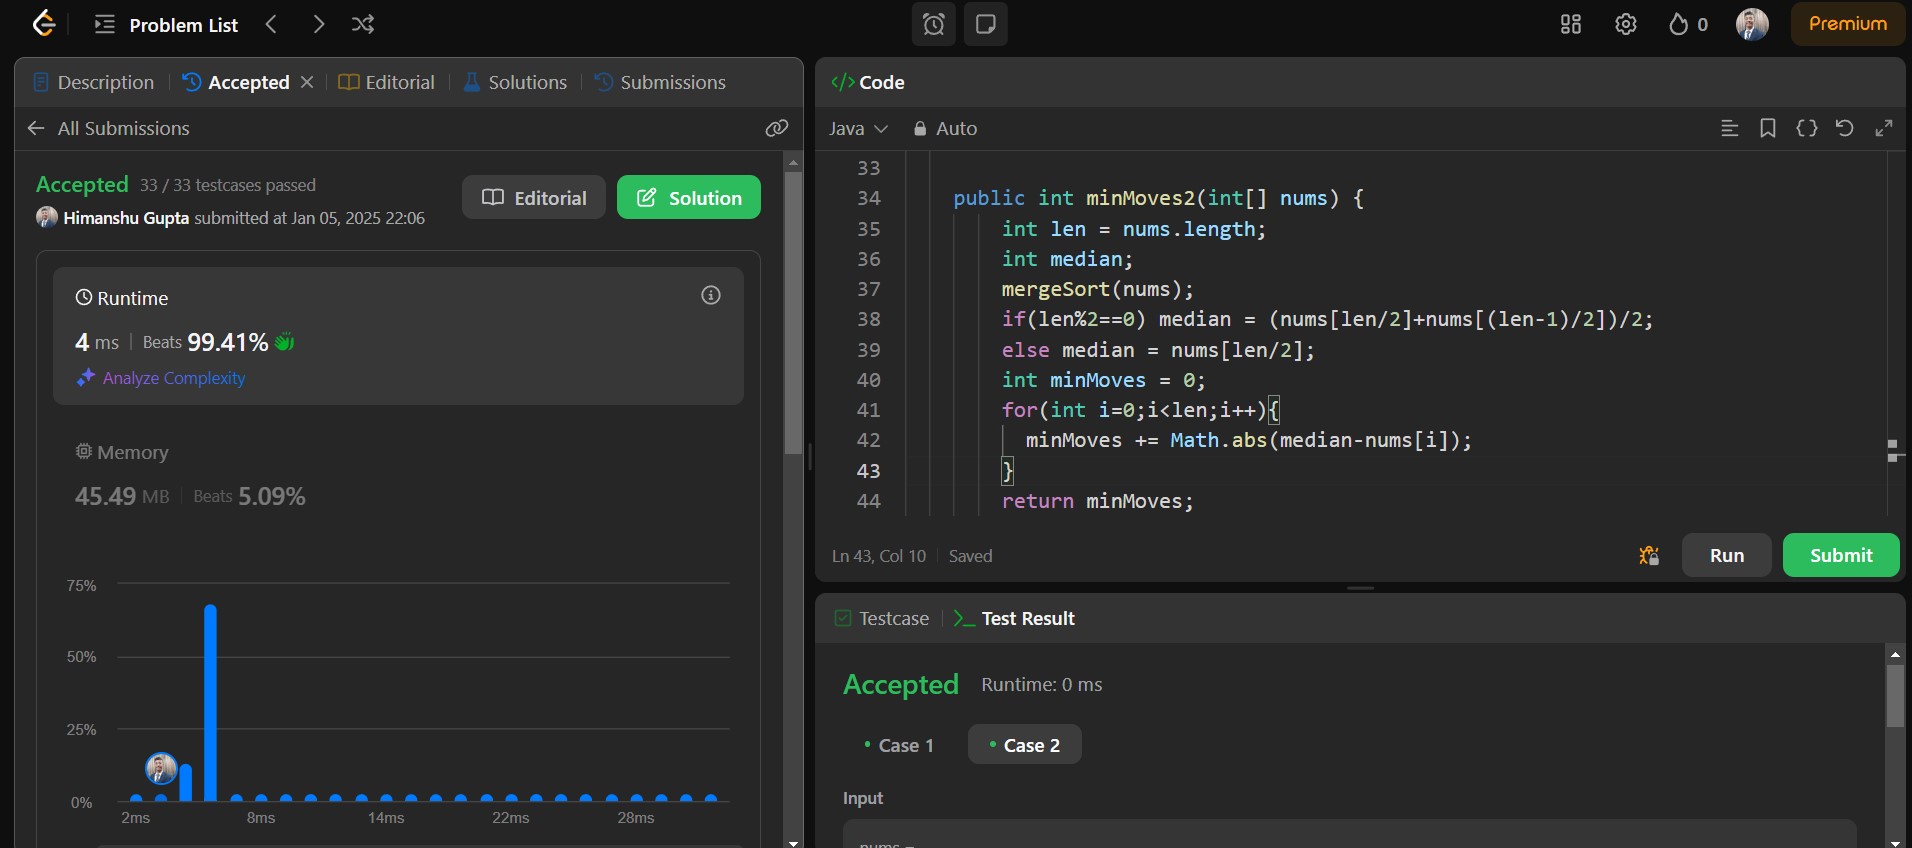 Problem List
0
Premium
Description
Accepted
Editorial
Solutions
Submissions
All Submissions
Accepted 33 / 33 testcases passed
Himanshu Gupta submitted at Jan 05, 2025 22:06
Editorial
Solution
Runtime
4 ms | Beats 99.41%
Analyze Complexity
Memory
45.49 MB | Beats 5.09%
75%
50%
25%
0%
2ms 8ms 14ms 22ms 28ms
</> Code
Java
Auto
33
34 public int minMoves2(int[] nums) {
35 int len = nums.length;
36 int median;
37 mergeSort(nums);
38 if(len%2==0) median = (nums[len/2]+nums[(len-1)/2])/2;
39 else median = nums[len/2];
40 int minMoves = 0;
41 for(int i=0;i<len;i++){
42 minMoves += Math.abs(median-nums[i]);
43 }
44 return minMoves;
Ln 43, Col 10 | Saved
Run
Submit
Testcase
>_ Test Result
Accepted Runtime: 0 ms
• Case 1
• Case 2
Input
nums =